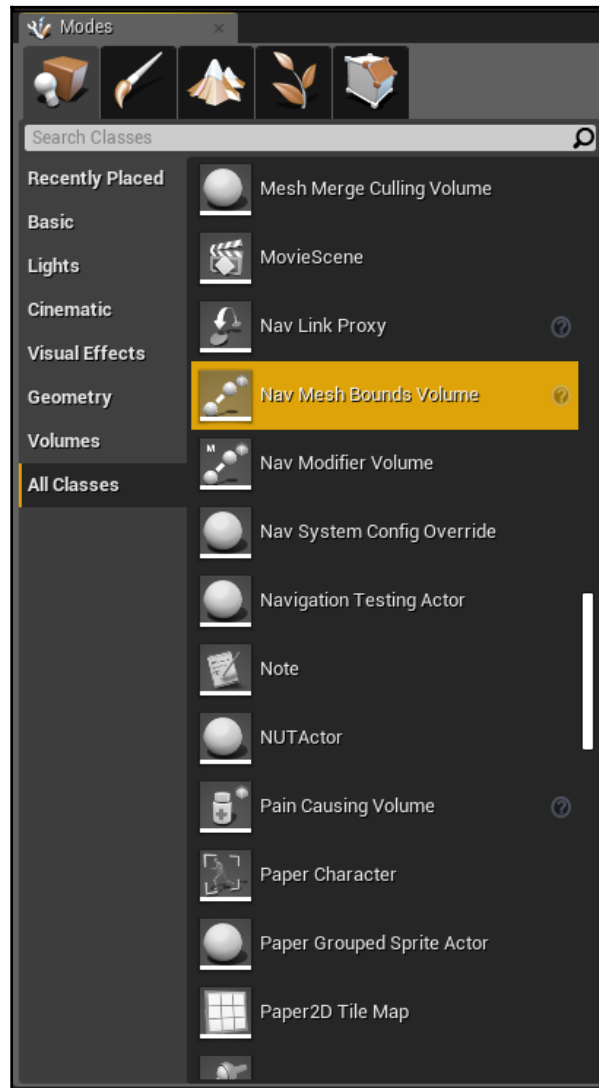 Modes
Search Classes
Recently Placed
Basic
Lights
Cinematic
Visual Effects
Geometry
Volumes
All Classes
Mesh Merge Culling Volume
MovieScene
Nav Link Proxy
Nav Mesh Bounds Volume
M
Nav Modifier Volume
Nav System Config Override
Navigation Testing Actor
Note
NUTActor
Pain Causing Volume
Paper Character
Paper Grouped Sprite Actor
Paper2D Tile Map